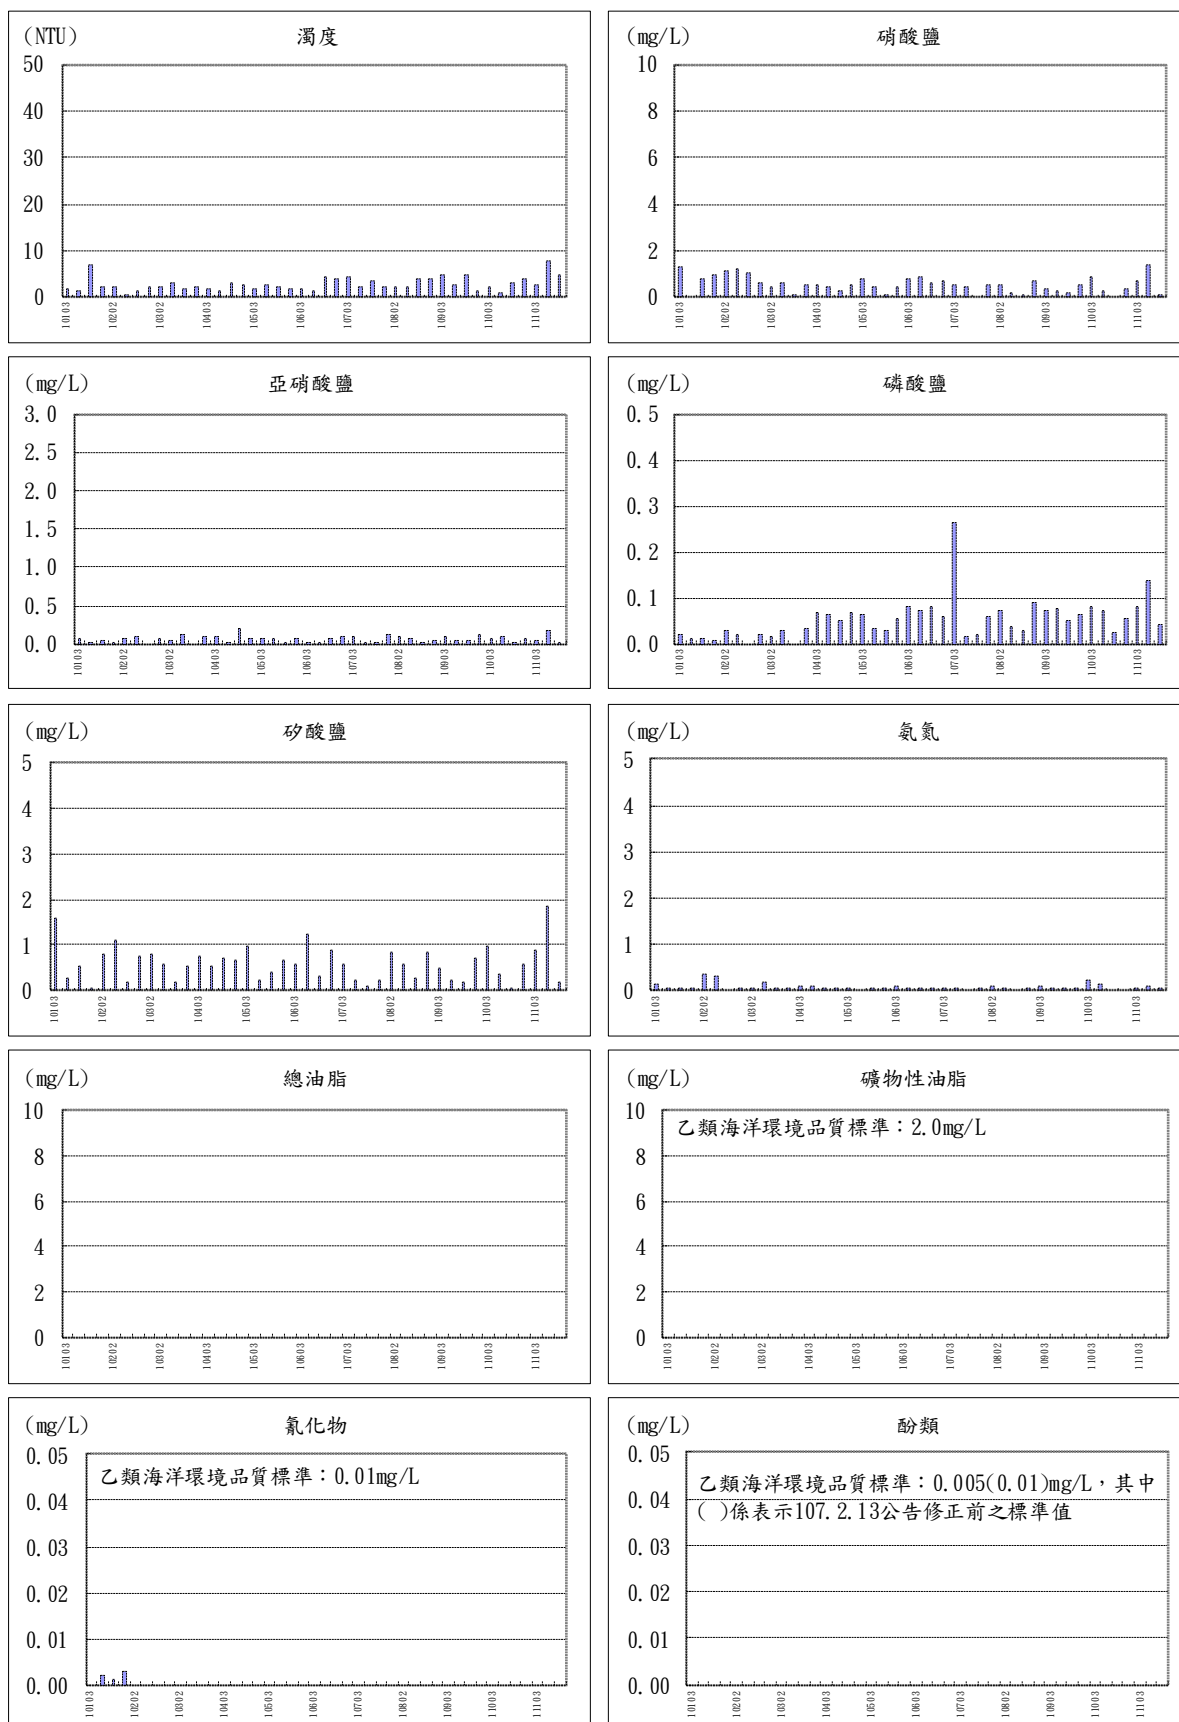 (NTU) 濁度
50
40
30
20
10
0
10103 10202 10302 10403 10503 10603 10703 10802 10903 11003 11103
(mg/L) 硝酸鹽
10
8
6
4
2
0
10103 10202 10302 10403 10503 10603 10703 10802 10903 11003 11103
(mg/L) 亞硝酸鹽
3.0
2.5
2.0
1.5
1.0
0.5
0.0
10103 10202 10302 10403 10503 10603 10703 10802 10903 11003 11103
(mg/L) 磷酸鹽
0.5
0.4
0.3
0.2
0.1
0.0
10103 10202 10302 10403 10503 10603 10703 10802 10903 11003 11103
(mg/L) 矽酸鹽
5
4
3
2
1
0
10103 10202 10302 10403 10503 10603 10703 10802 10903 11003 11103
(mg/L) 氨氮
5
4
3
2
1
0
10103 10202 10302 10403 10503 10603 10703 10802 10903 11003 11103
(mg/L) 總油脂
10
8
6
4
2
0
10103 10202 10302 10403 10503 10603 10703 10802 10903 11003 11103
(mg/L) 礦物性油脂
乙類海洋環境品質標準：2.0mg/L
10
8
6
4
2
0
10103 10202 10302 10403 10503 10603 10703 10802 10903 11003 11103
(mg/L) 氰化物
乙類海洋環境品質標準：0.01mg/L
0.05
0.04
0.03
0.02
0.01
0.00
10103 10202 10302 10403 10503 10603 10703 10802 10903 11003 11103
(mg/L) 酚類
乙類海洋環境品質標準：0.005(0.01)mg/L，其中
( )係表示107.2.13公告修正前之標準值
0.05
0.04
0.03
0.02
0.01
0.00
10103 10202 10302 10403 10503 10603 10703 10802 10903 11003 11103